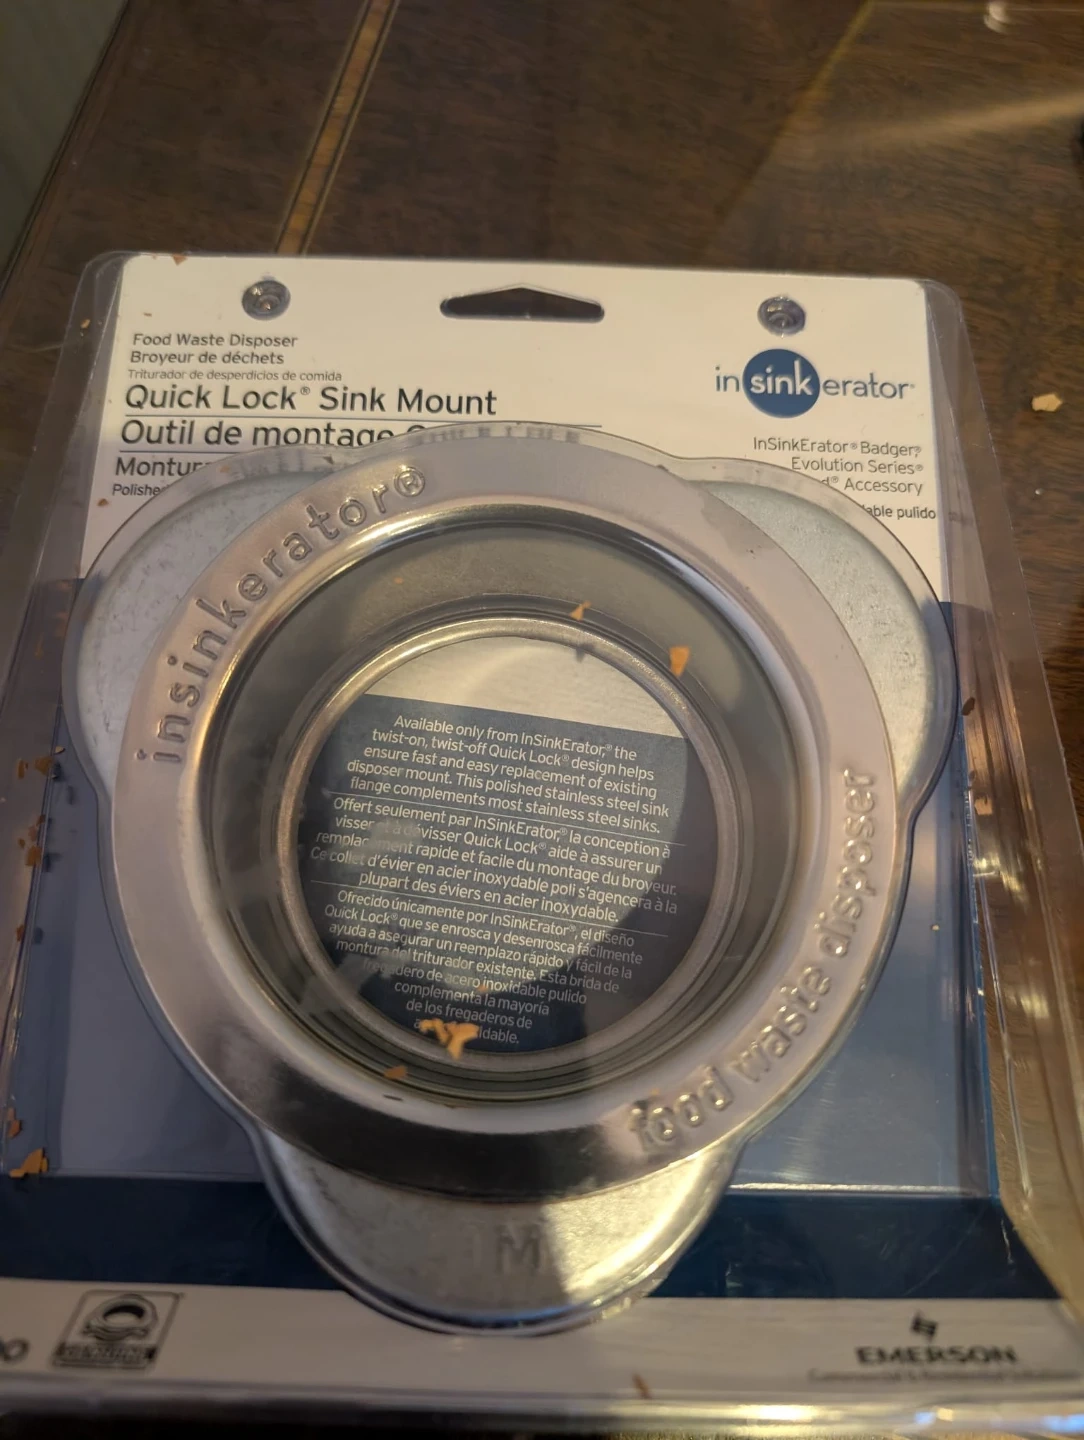 Food Waste Disposer
Broyeur de déchets
Triturador de desperdicios de comida
Quick Lock® Sink Mount
Outil de montage
Polishe
insinkerator®
InSinkErator® Badger®,
Evolution Series®
® Accessory
able pulido
insinkerator®
food waste disposer
Available only from InSinkErator,® the
twist-on, twist-off Quick Lock® design helps
ensure fast and easy replacement of existing
disposer mount. This polished stainless steel sink
flange complements most stainless steel sinks.
Offert seulement par InSinkErator,® la conception à
visser et à dévisser Quick Lock® aide à assurer un
remplacement rapide et facile du montage du broyeur.
Ce collet d'évier en acier inoxydable poli s'agencera à la
plupart des éviers en acier inoxydable.
Ofrecido únicamente por InSinkErator®, el diseño
Quick Lock® que se enrosca y desenrosca fácilmente
ayuda a asegurar un reemplazo rápido y fácil de la
montura del triturador existente. Esta brida de
fregadero de acero inoxidable pulido
complementa la mayoría
de los fregaderos de
M
EMERSON